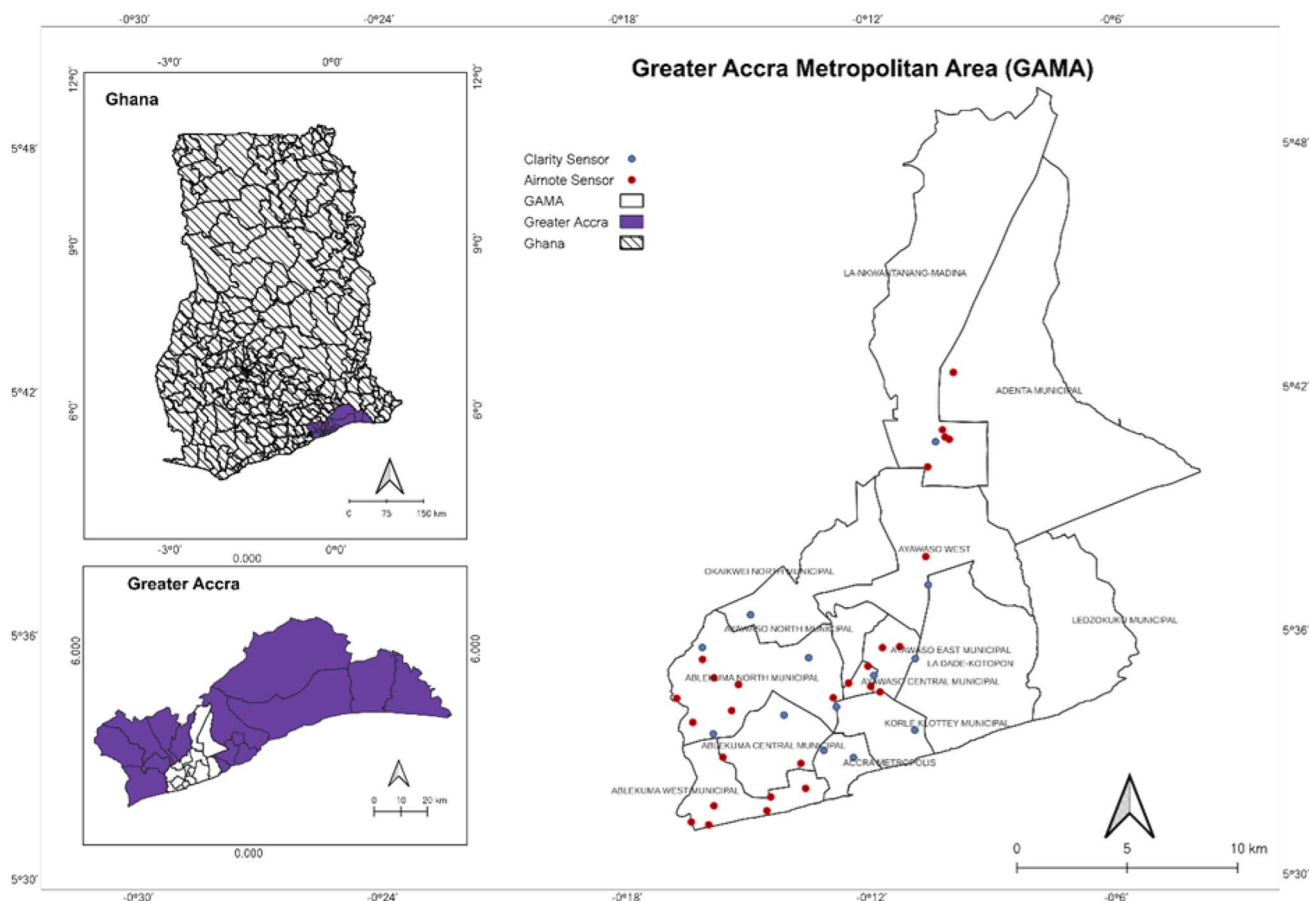 -0°30′ -0°24′ -0°18′ -0°12′ -0°6′
Greater Accra Metropolitan Area (GAMA)
-3°0′ 0°0′
12°0′ 12°0′
Ghana
5°48′ 5°48′
Clarity Sensor
Airnote Sensor
GAMA
Greater Accra
Ghana
9°0′ 9°0′
LA-NKWANTANANG-MADINA
5°42′ 5°42′
ADENTA MUNICIPAL
6°0′ 6°0′
0 75 150 km
-3°0′ 0°0′
0.000
AYAWASO WEST
OKAIKWEI NORTH MUNICIPAL
Greater Accra
LEDZOKUKU MUNICIPAL
5°36′ 5°36′
AYAWASO NORTH MUNICIPAL
6.000 6.000
AYAWASO EAST MUNICIPAL
LA DADE-KOTOPON
ABLEKUMA NORTH MUNICIPAL
AYAWASO CENTRAL MUNICIPAL
KORLE KLOTTEY MUNICIPAL
ABLEKUMA CENTRAL MUNICIPAL
ACCRA METROPOLIS
ABLEKUMA WEST MUNICIPAL
0 10 20 km
0.000
0 5 10 km
5°30′ 5°30′
-0°30′ -0°24′ -0°18′ -0°12′ -0°6′